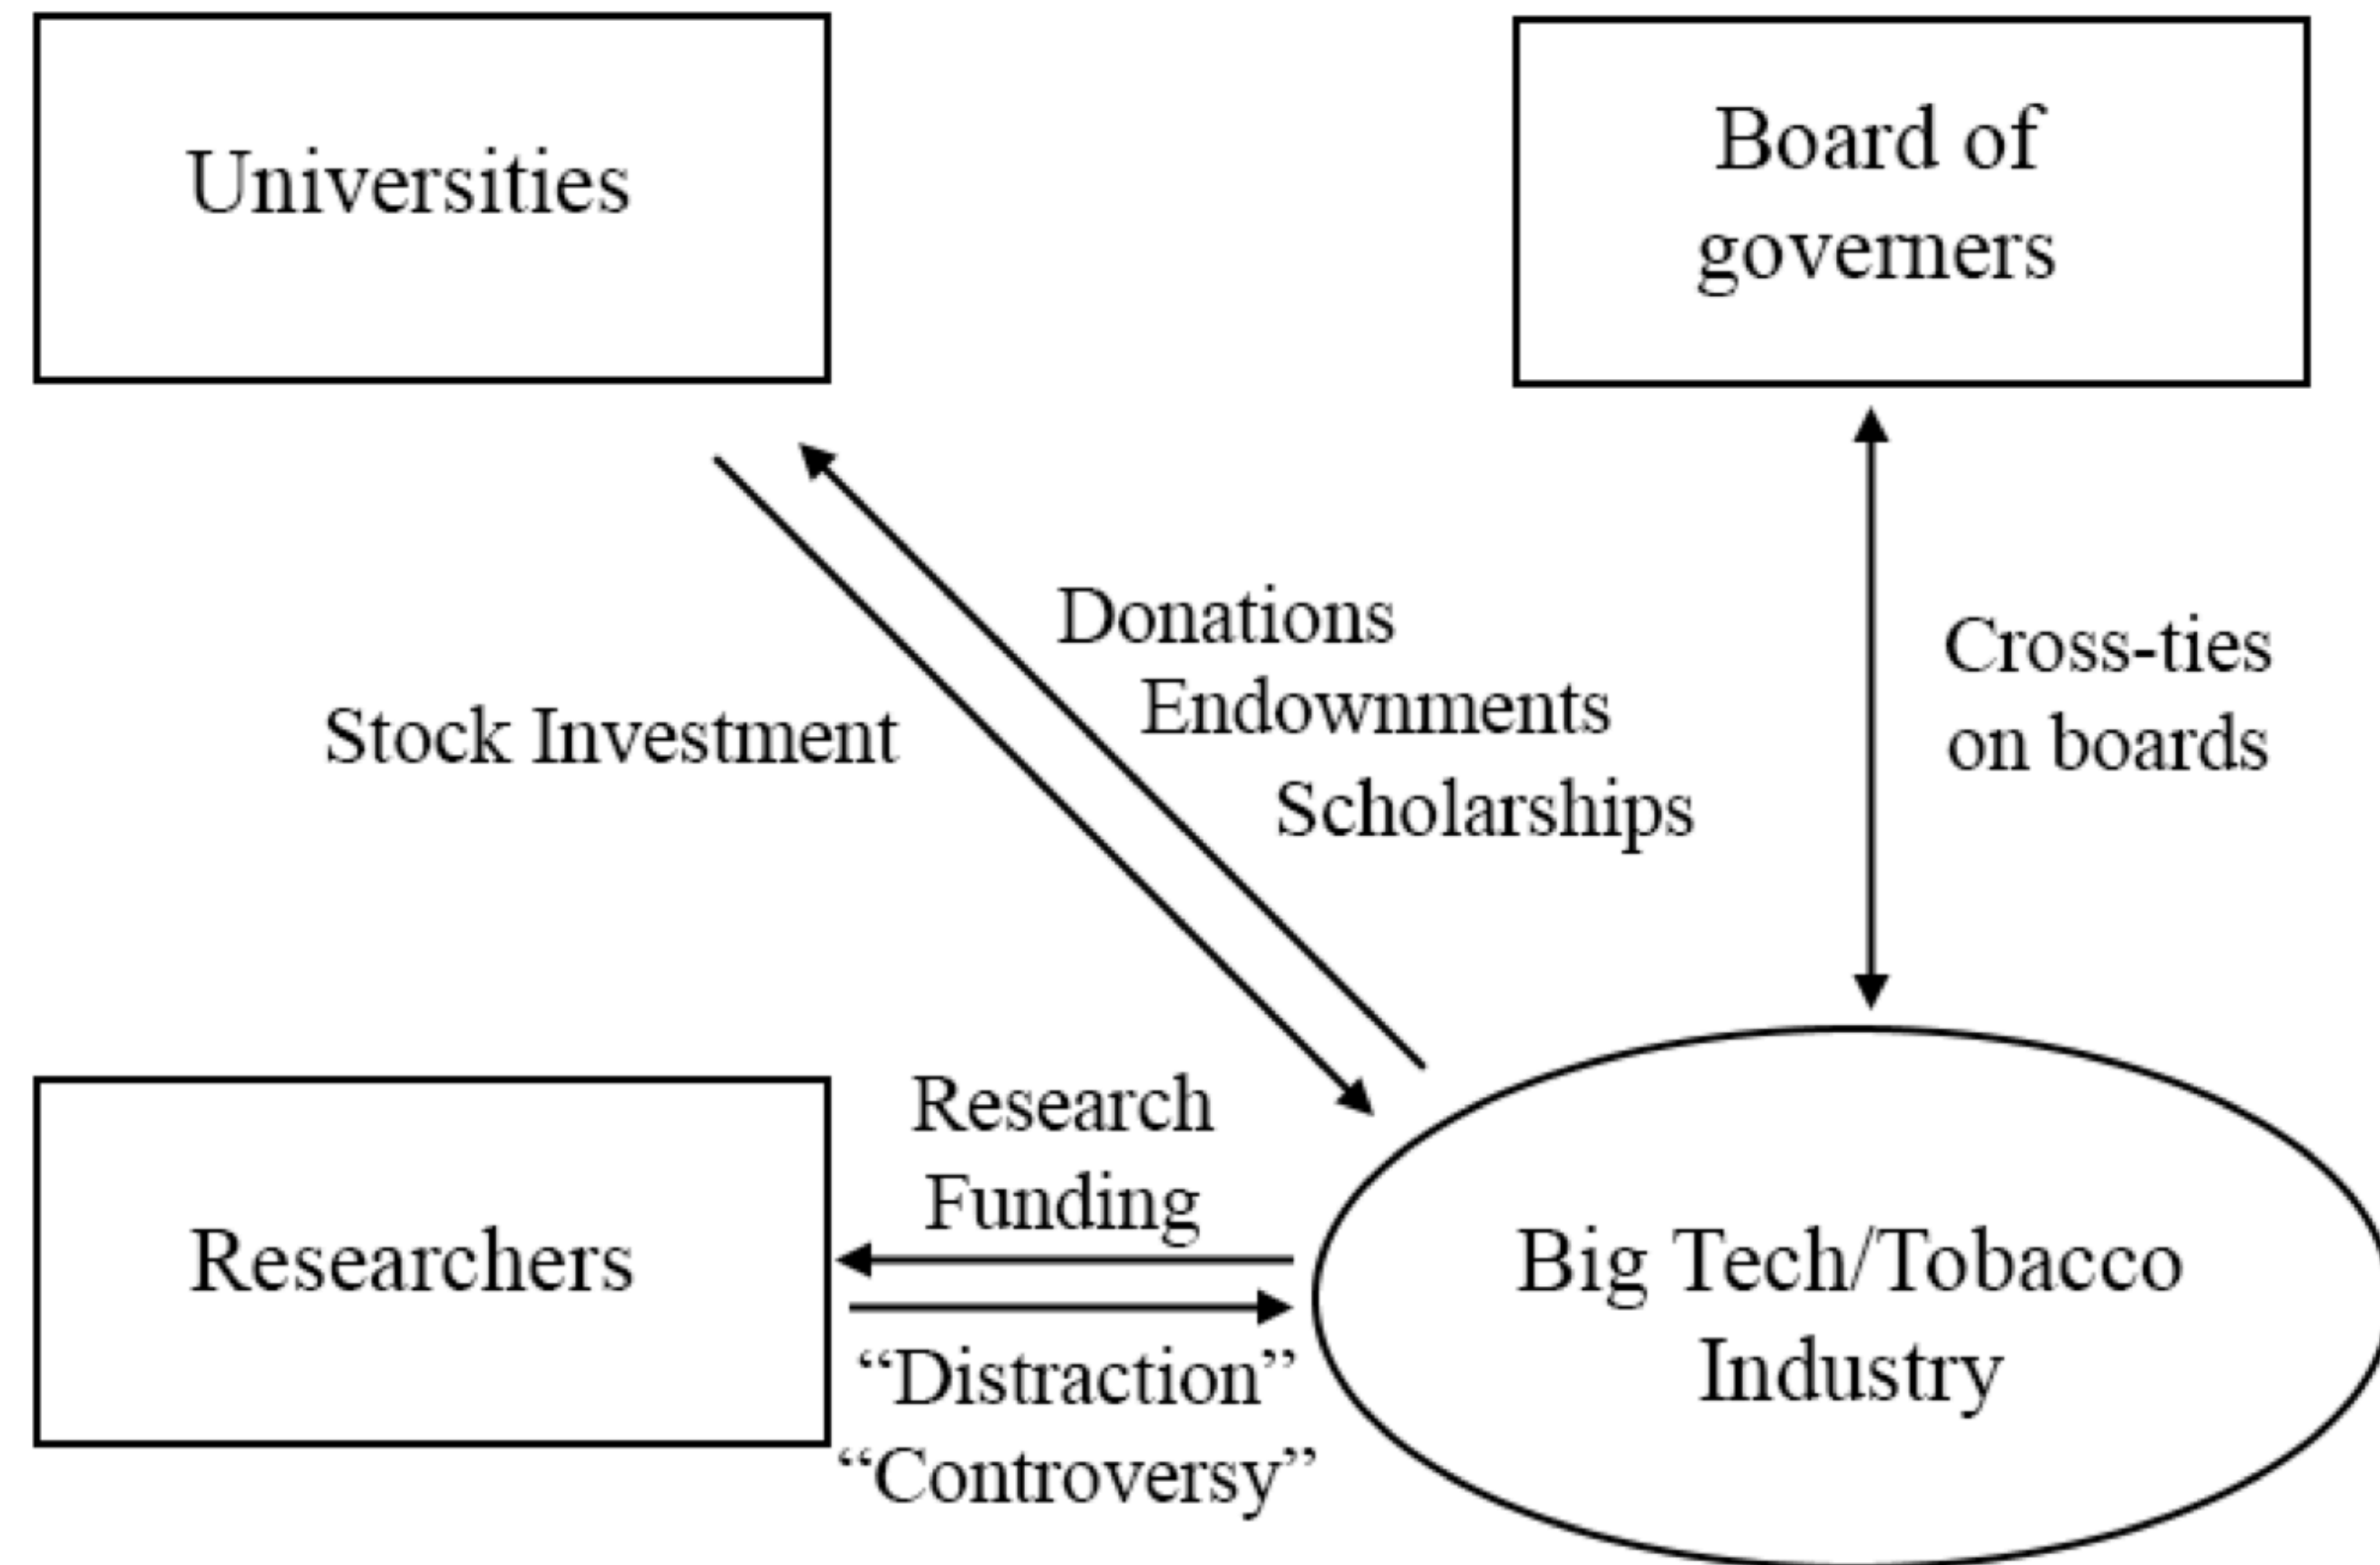 Universities
Board of
governers
Donations
Endownments
Scholarships
Stock Investment
Cross-ties
on boards
Research
Funding
Researchers
“Distraction”
“Controversy”
Big Tech/Tobacco
Industry